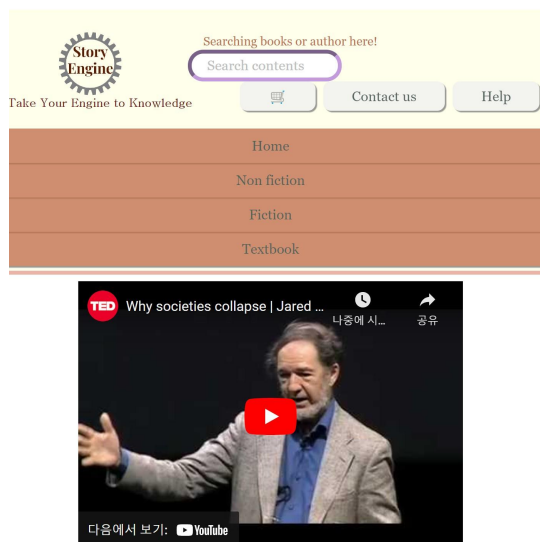 Searching books or author here!
Story
Engine
Search contents
Take Your Engine to Knowledge
Contact us
Help
Home
Non fiction
Fiction
Textbook
TED
Why societies collapse | Jared ...
나중에 시...
공유
다음에서 보기: YouTube